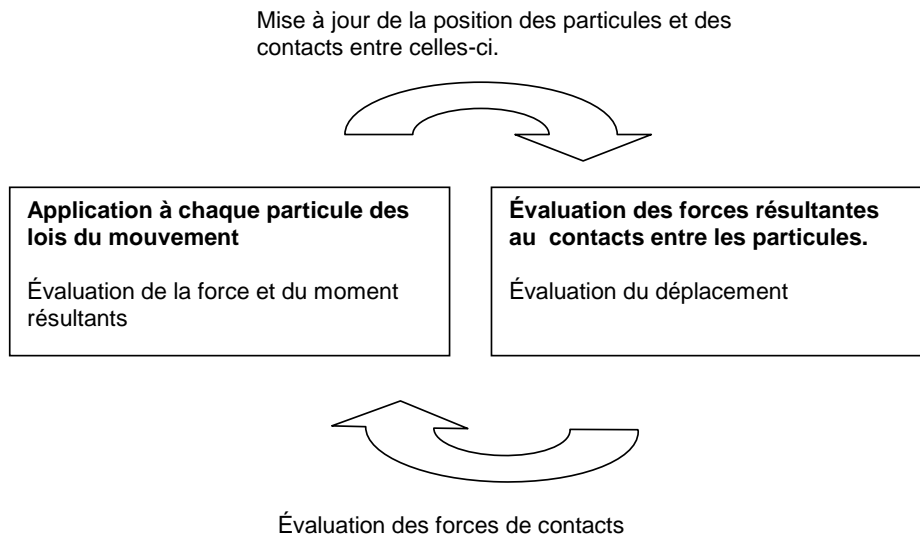 Mise à jour de la position des particules et des
contacts entre celles-ci.
Application à chaque particule des
lois du mouvement
Évaluation de la force et du moment
résultants
Évaluation des forces résultantes
au contacts entre les particules.
Évaluation du déplacement
Évaluation des forces de contacts